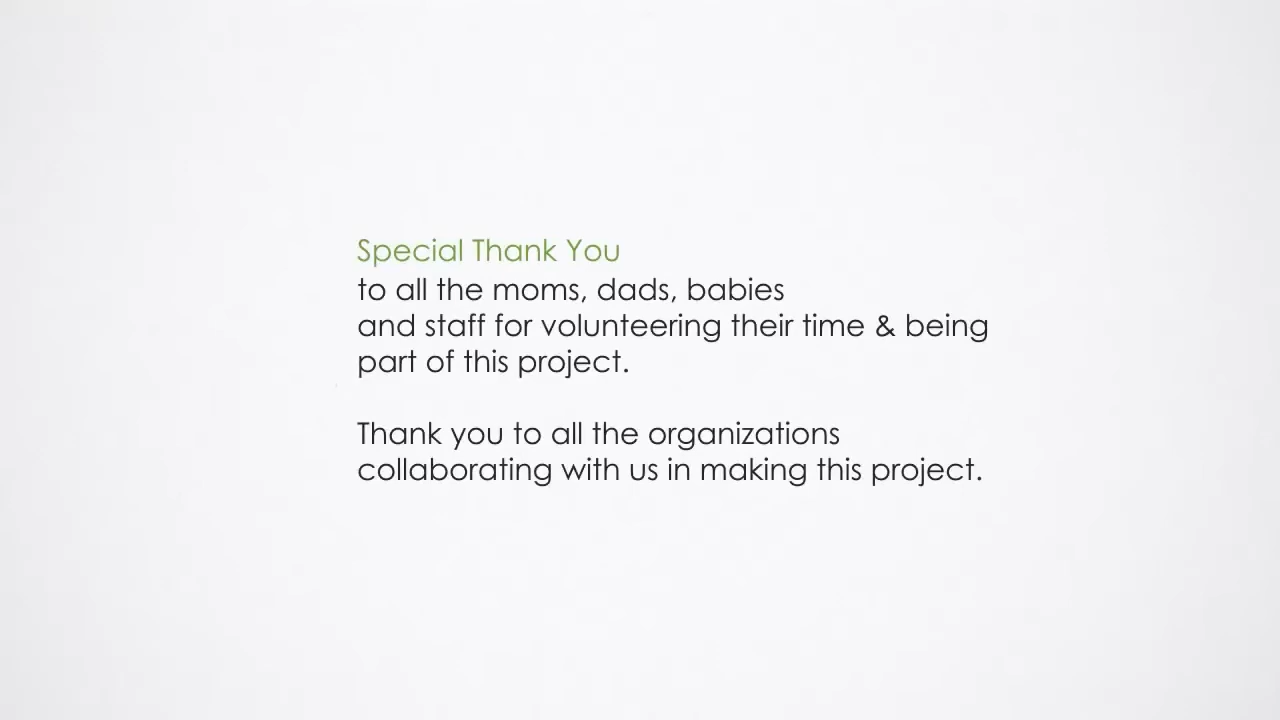 Special Thank You
to all the moms, dads, babies
and staff for volunteering their time & being
part of this project.
Thank you to all the organizations
collaborating with us in making this project.